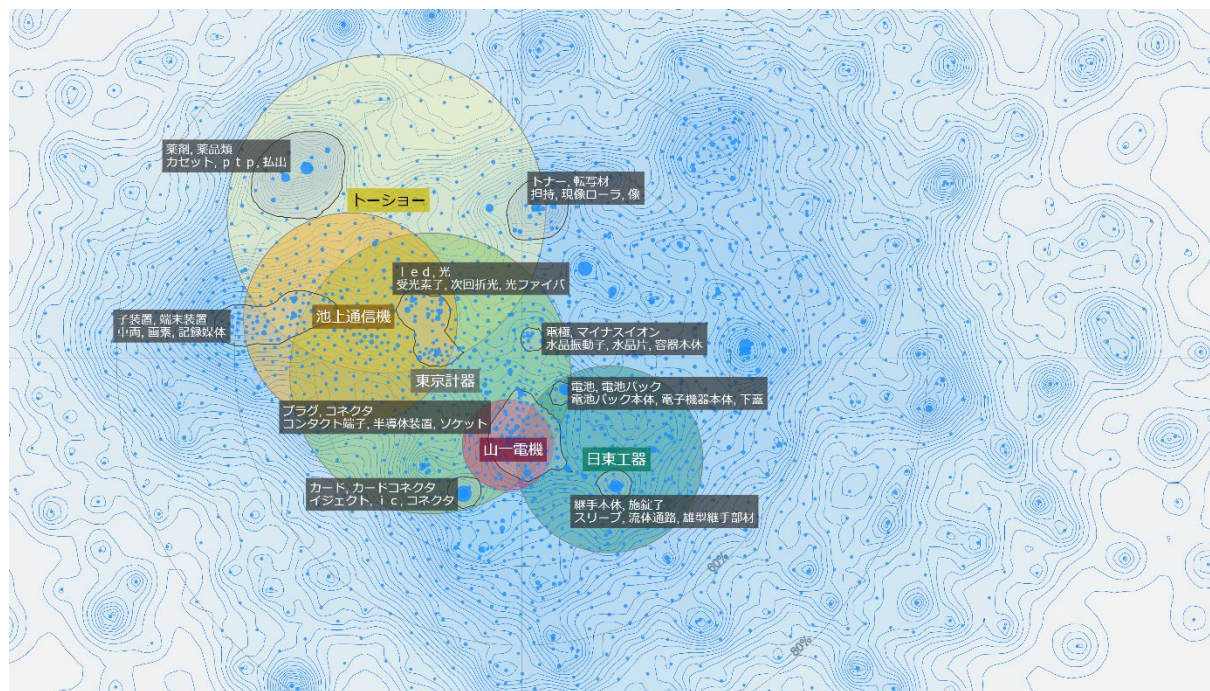 薬剤, 薬品類
カセット, ｐｔｐ, 払出
トナー, 転写材
担持, 現像ローラ, 像
トーショー
ｌｅｄ, 光
受光素子, 次回折光, 光ファイバ
子装置, 端末装置
車両, 画素, 記録媒体
池上通信機
電極, マイナスイオン
水晶振動子, 水晶片, 容器本体
東京計器
電池, 電池パック
電池パック本体, 電子機器本体, 下蓋
プラグ, コネクタ
コンタクト端子, 半導体装置, ソケット
山一電機
日東工器
カード, カードコネクタ
イジェクト, ｉｃ, コネクタ
継手本体, 施錠子
スリーブ, 流体通路, 雄型継手部材
60%
80%